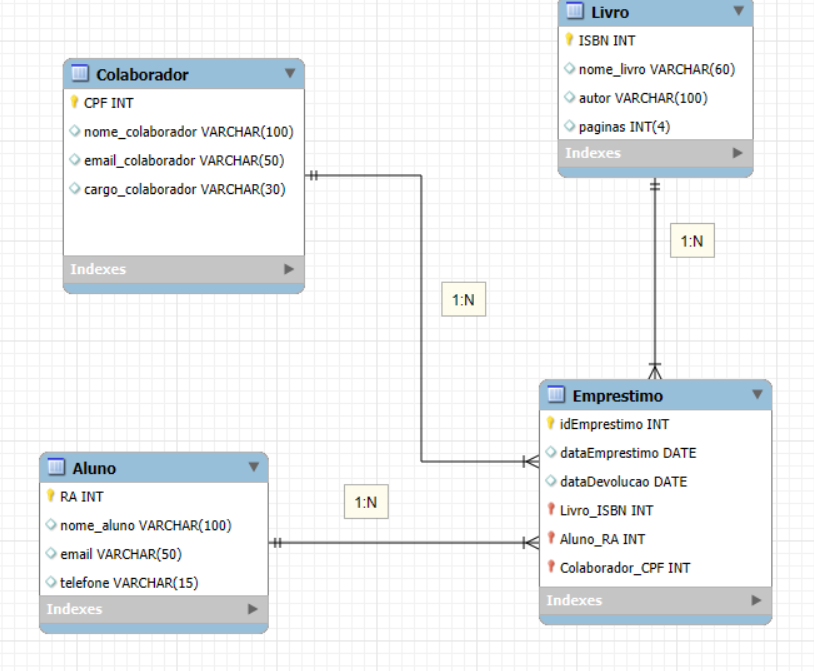 Livro
ISBN INT
nome_livro VARCHAR(60)
autor VARCHAR(100)
paginas INT(4)
Indexes
Colaborador
CPF INT
nome_colaborador VARCHAR(100)
email_colaborador VARCHAR(50)
cargo_colaborador VARCHAR(30)
Indexes
1:N
1:N
Emprestimo
idEmprestimo INT
dataEmprestimo DATE
dataDevolucao DATE
Livro_ISBN INT
Aluno_RA INT
Colaborador_CPF INT
Indexes
Aluno
RA INT
nome_aluno VARCHAR(100)
email VARCHAR(50)
telefone VARCHAR(15)
Indexes
1:N